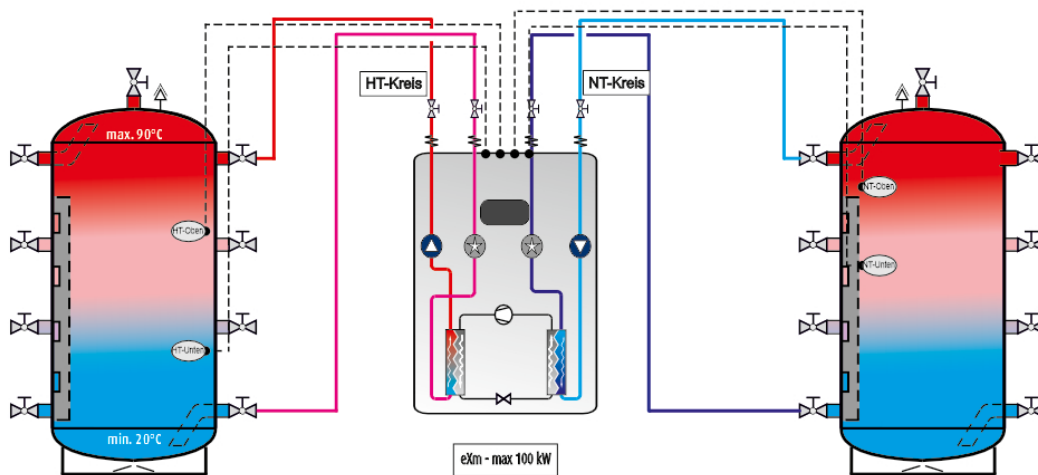 HT-Kreis
NT-Kreis
max. 90°C
NT-Oben
HT-Oben
NT-Unten
HT-Unten
min. 20°C
eXm - max 100 kW